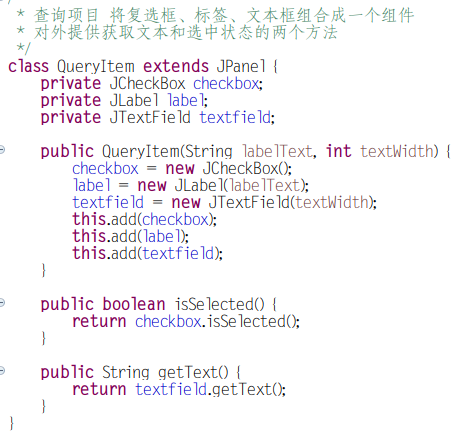 * 查询项目 将复选框、标签、文本框组合成一个组件
* 对外提供获取文本和选中状态的两个方法
*/
class QueryItem extends JPanel {
private JCheckBox checkbox;
private JLabel label;
private JTextField textfield;
public QueryItem(String labelText, int textWidth) {
checkbox = new JCheckBox();
label = new JLabel(labelText);
textfield = new JTextField(textWidth);
this.add(checkbox);
this.add(label);
this.add(textfield);
}
public boolean isSelected() {
return checkbox.isSelected();
}
public String getText() {
return textfield.getText();
}
}